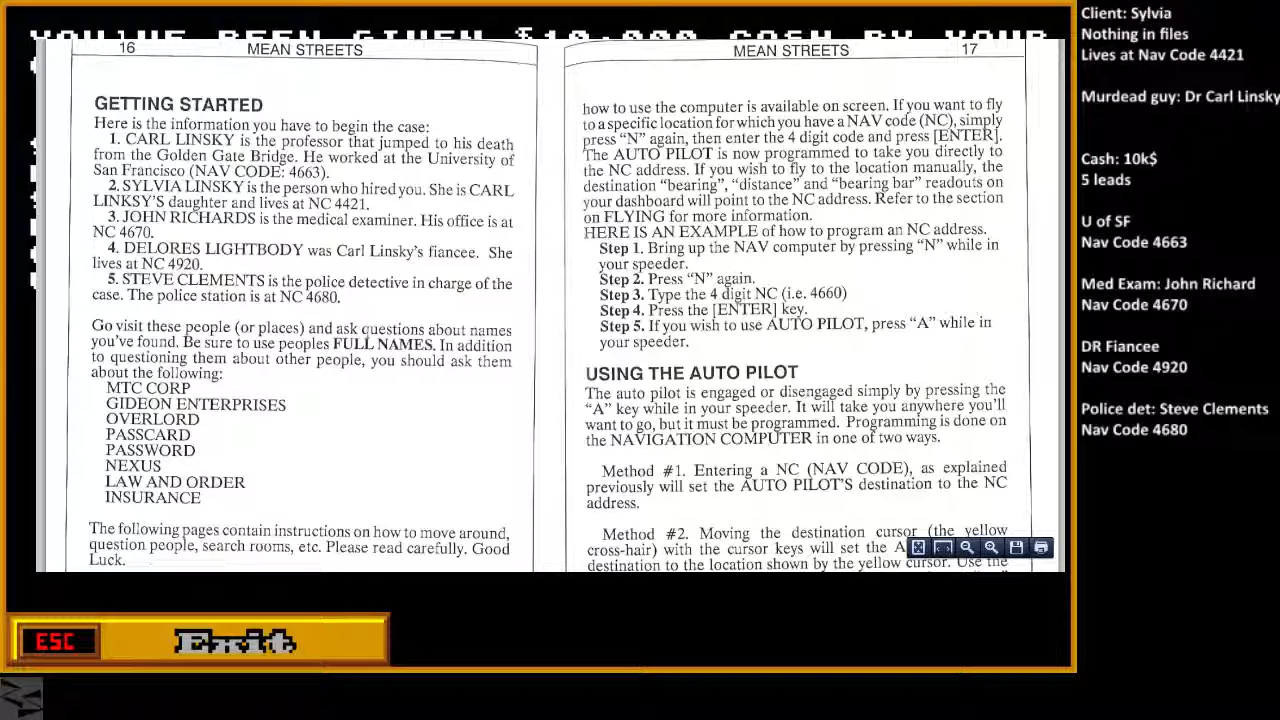 YOU'VE BEEN GIVEN $10,000 CASH BY YOUR
16
MEAN STREETS
GETTING STARTED
Here is the information you have to begin the case:
1. CARL LINSKY is the professor that jumped to his death
from the Golden Gate Bridge. He worked at the University of
San Francisco (NAV CODE: 4663).
2. SYLVIA LINSKY is the person who hired you. She is CARL
LINKSY'S daughter and lives at NC 4421.
3. JOHN RICHARDS is the medical examiner. His office is at
NC 4670.
4. DELORES LIGHTBODY was Carl Linsky's fiancee. She
lives at NC 4920.
5. STEVE CLEMENTS is the police detective in charge of the
case. The police station is at NC 4680.
Go visit these people (or places) and ask questions about names
you've found. Be sure to use peoples FULL NAMES. In addition
to questioning them about other people, you should ask them
about the following:
MTC CORP
GIDEON ENTERPRISES
OVERLORD
PASSCARD
PASSWORD
NEXUS
LAW AND ORDER
INSURANCE
The following pages contain instructions on how to move around,
question people, search rooms, etc. Please read carefully. Good
Luck.
MEAN STREETS
17
how to use the computer is available on screen. If you want to fly
to a specific location for which you have a NAV code (NC), simply
press "N" again, then enter the 4 digit code and press [ENTER].
The AUTO PILOT is now programmed to take you directly to
the NC address. If you wish to fly to the location manually, the
destination "bearing", "distance" and "bearing bar" readouts on
your dashboard will point to the NC address. Refer to the section
on FLYING for more information.
HERE IS AN EXAMPLE of how to program an NC address.
Step 1. Bring up the NAV computer by pressing "N" while in
your speeder.
Step 2. Press "N" again.
Step 3. Type the 4 digit NC (i.e. 4660)
Step 4. Press the [ENTER] key.
Step 5. If you wish to use AUTO PILOT, press "A" while in
your speeder.
USING THE AUTO PILOT
The auto pilot is engaged or disengaged simply by pressing the
"A" key while in your speeder. It will take you anywhere you'll
want to go, but it must be programmed. Programming is done on
the NAVIGATION COMPUTER in one of two ways.
Method #1. Entering a NC (NAV CODE), as explained
previously will set the AUTO PILOT'S destination to the NC
address.
Method #2. Moving the destination cursor (the yellow
cross-hair) with the cursor keys will set the A
destination to the location shown by the yellow cursor. Use the
ESC
Exit
Client: Sylvia
Nothing in files
Lives at Nav Code 4421
Murdead guy: Dr Carl Linsky
Cash: 10k$
5 leads
U of SF
Nav Code 4663
Med Exam: John Richard
Nav Code 4670
DR Fiancee
Nav Code 4920
Police det: Steve Clements
Nav Code 4680